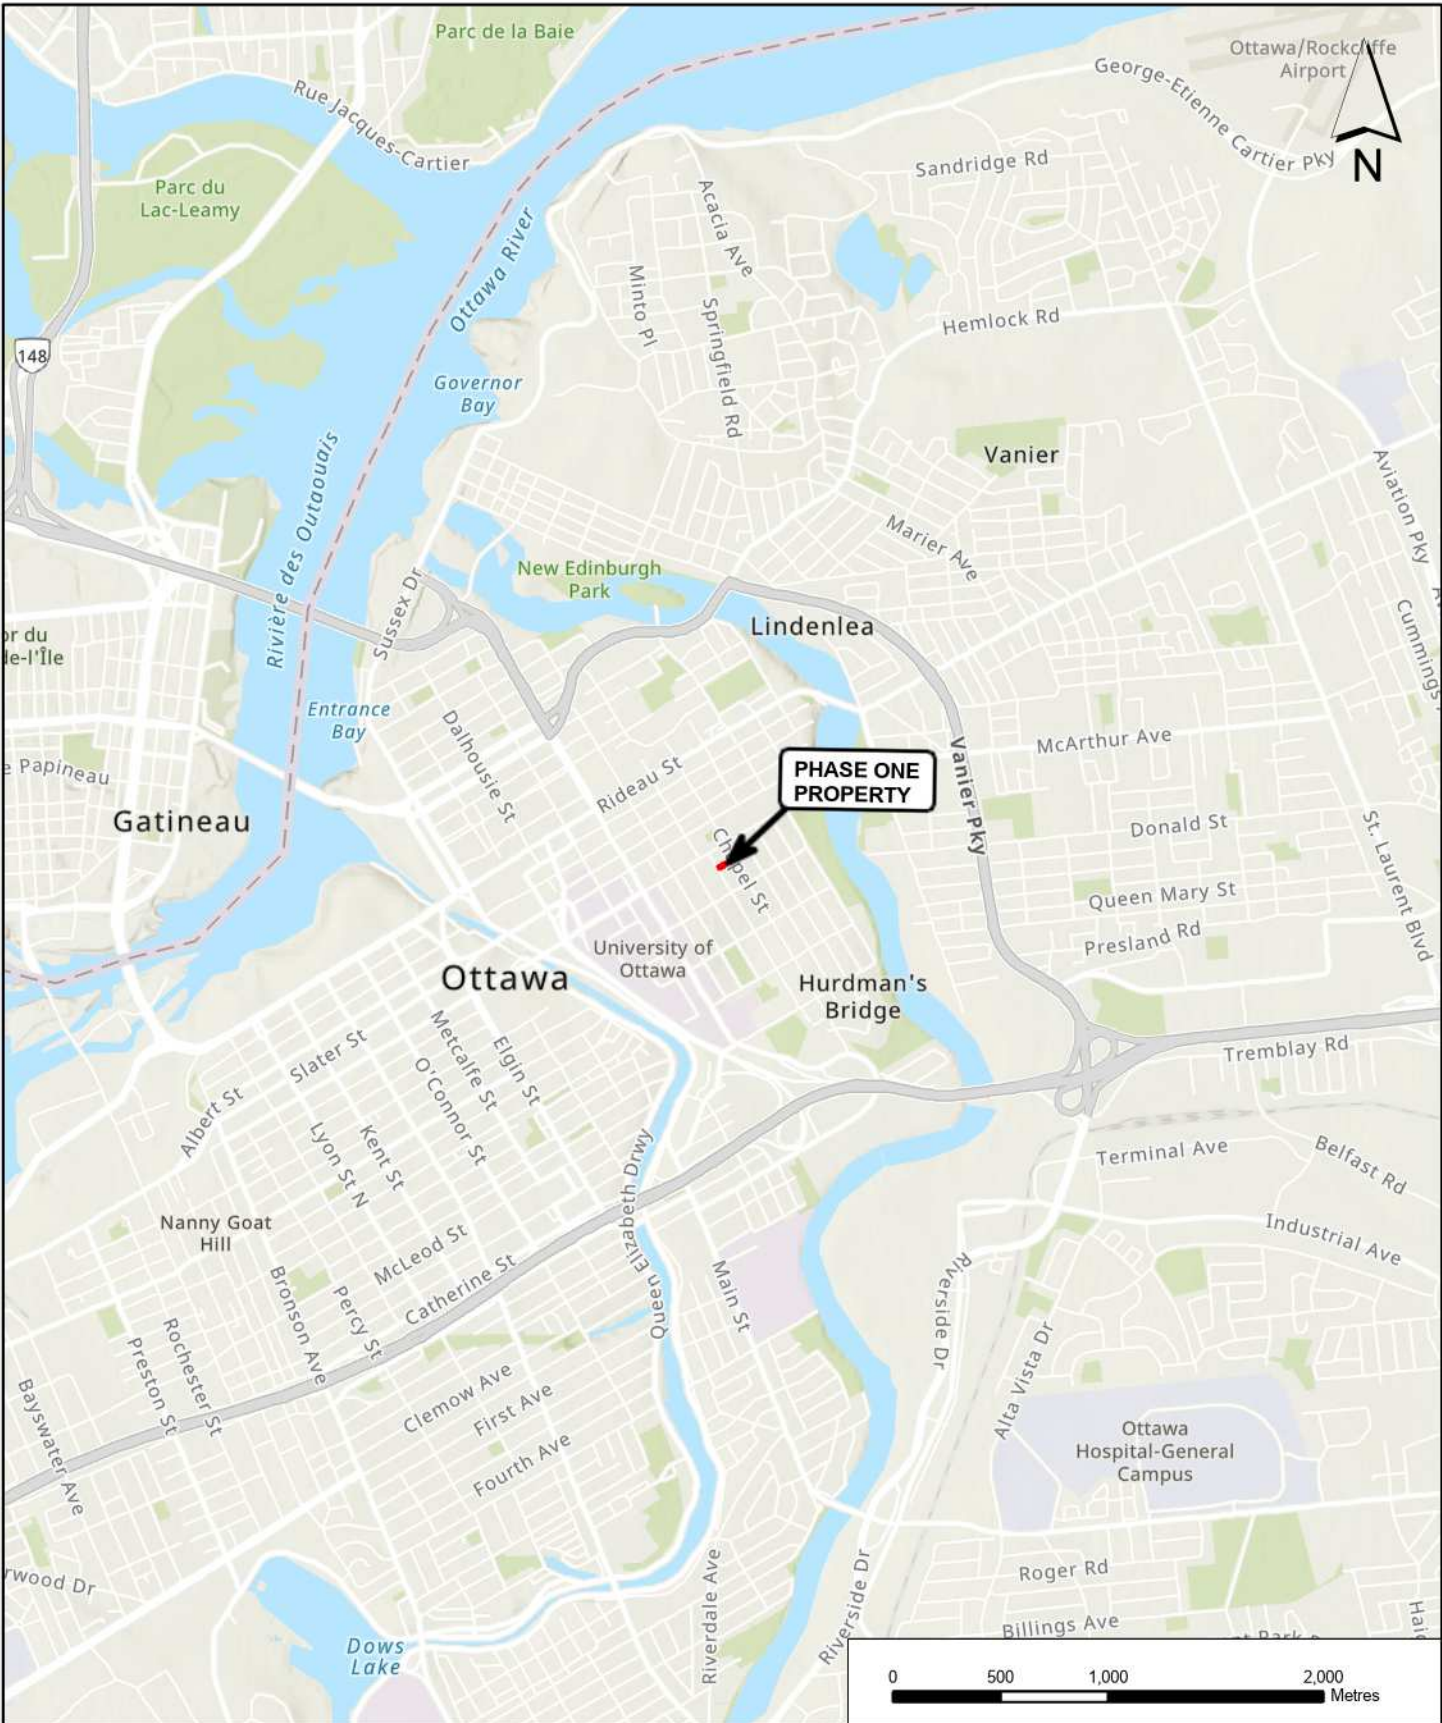 Parc de la Baie
Ottawa/Rockcliffe
Airport
George-Etienne Cartier Pky
N
Rue Jacques-Cartier
Sandridge Rd
Parc du
Lac-Leamy
Acacia Ave
Ottawa River
Minto Pl
Springfield Rd
Hemlock Rd
148
Governor
Bay
Vanier
Rivière des Outaouais
Aviation Pky
Marier Ave
New Edinburgh
Park
Sussex Dr
Lindenlea
Cummings
or du
de-l'Île
Entrance
Bay
Dalhousie St
McArthur Ave
Vanier Pky
e Papineau
Rideau St
PHASE ONE
PROPERTY
Gatineau
Donald St
St. Laurent Blvd
Chapel St
Queen Mary St
Presland Rd
University of
Ottawa
Ottawa
Hurdman's
Bridge
Slater St
Metcalfe St
Elgin St
O'Connor St
Tremblay Rd
Albert St
Lyon St N
Kent St
Queen Elizabeth Drwy
Terminal Ave
Belfast Rd
Nanny Goat
Hill
McLeod St
Industrial Ave
Catherine St
Bronson Ave
Percy St
Main St
Riverside Dr
Rochester St
Preston St
Alta Vista Dr
Bayswater Ave
Clemow Ave
First Ave
Fourth Ave
Ottawa
Hospital-General
Campus
Riverdale Ave
Riverside Dr
Roger Rd
rwood Dr
Billings Ave
Dows
Lake
0 500 1,000 2,000
Metres